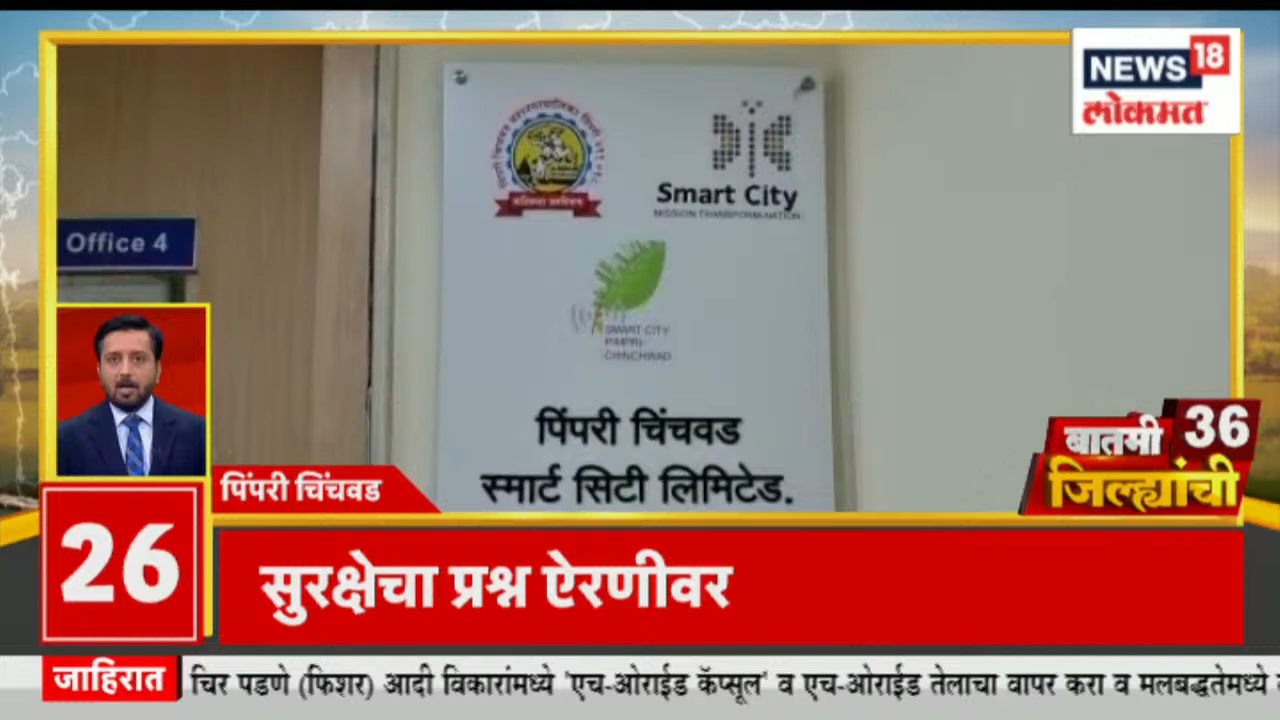 NEWS 18
लोकमत
Smart City
MISSION TRANSFORM-NATION
Office 4
SMART CITY
PIMPRI-
CHINCHWAD
पिंपरी चिंचवड
स्मार्ट सिटी लिमिटेड.
बातमी 36
जिल्ह्यांची
पिंपरी चिंचवड
26
सुरक्षेचा प्रश्न ऐरणीवर
जाहिरात
चिर पडणे (फिशर) आदी विकारांमध्ये 'एच-ओराईड कॅप्सूल' व एच-ओराईड तेलाचा वापर करा व मलबद्धतेमध्ये